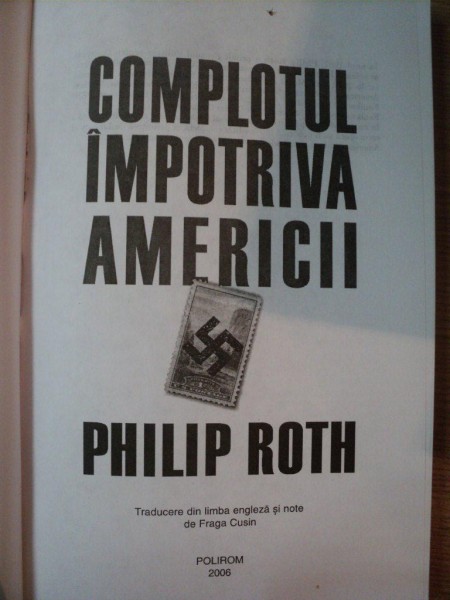 COMPLOTUL
ÎMPOTRIVA
AMERICII
PHILIP ROTH
Traducere din limba engleză și note
de Fraga Cusin
POLIROM
2006